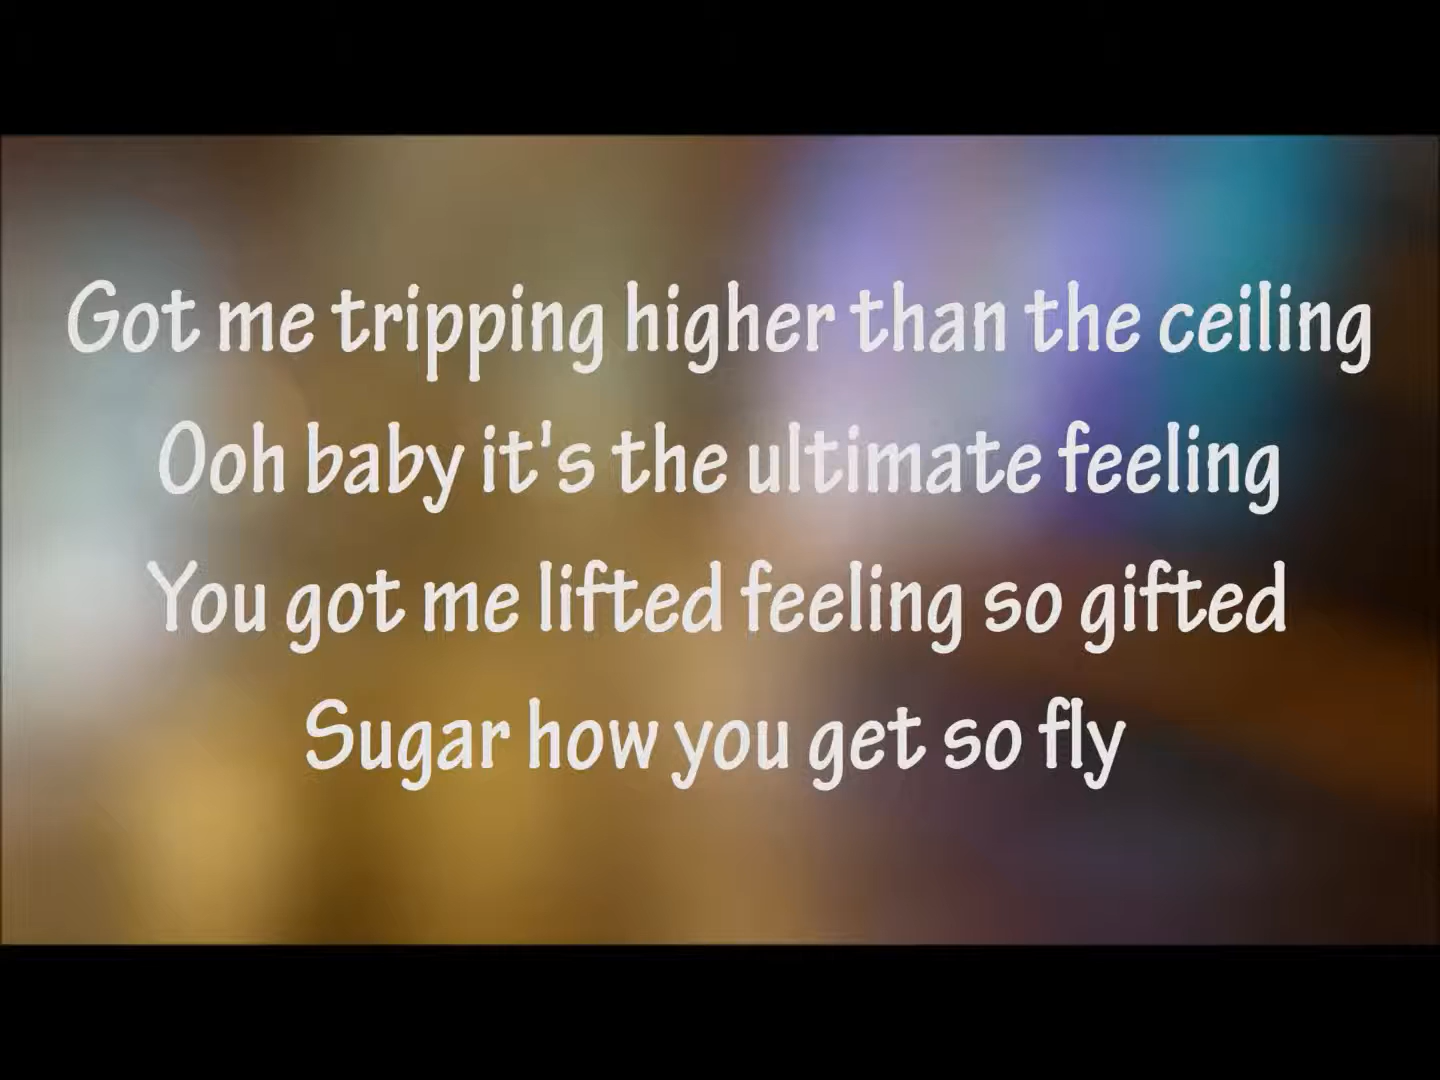 Got me tripping higher than the ceiling
Ooh baby it's the ultimate feeling
You got me lifted feeling so gifted
Sugar how you get so fly